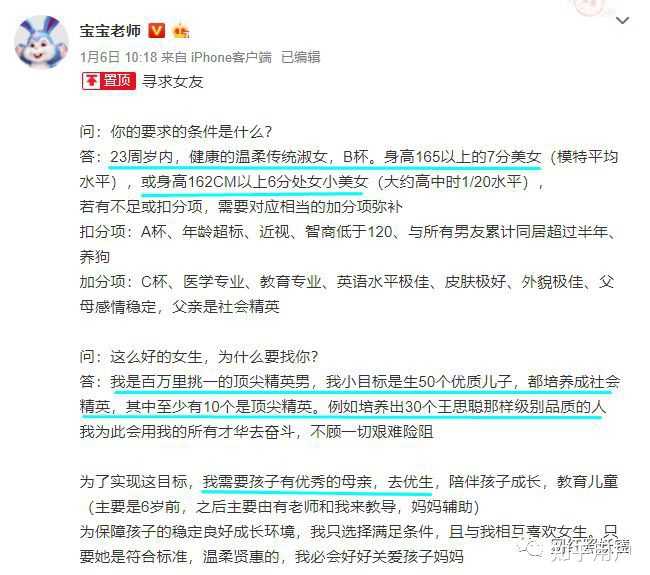 宝宝老师
1月6日 10:18 来自 iPhone客户端 已编辑
置顶 寻求女友
问：你的要求的条件是什么？
答：23周岁内，健康的温柔传统淑女，B杯。身高165以上的7分美女（模特平均
水平），或身高162CM以上6分处女小美女（大约高中时1/20水平），
若有不足或扣分项，需要对应相当的加分项弥补
扣分项：A杯、年龄超标、近视、智商低于120、与所有男友累计同居超过半年、
养狗
加分项：C杯、医学专业、教育专业、英语水平极佳、皮肤极好、外貌极佳、父
母感情稳定，父亲是社会精英
问：这么好的女生，为什么要找你？
答：我是百万里挑一的顶尖精英男，我小目标是生50个优质儿子，都培养成社会
精英，其中至少有10个是顶尖精英。例如培养出30个王思聪那样级别品质的人
我为此会用我的所有才华去奋斗，不顾一切艰难险阻
为了实现这目标，我需要孩子有优秀的母亲，去优生，陪伴孩子成长，教育儿童
（主要是6岁前，之后主要由有老师和我来教导，妈妈辅助）
为保障孩子的稳定良好成长环境，我只选择满足条件，且与我相互喜欢女生。只
要她是符合标准，温柔贤惠的，我必会好好关爱孩子妈妈